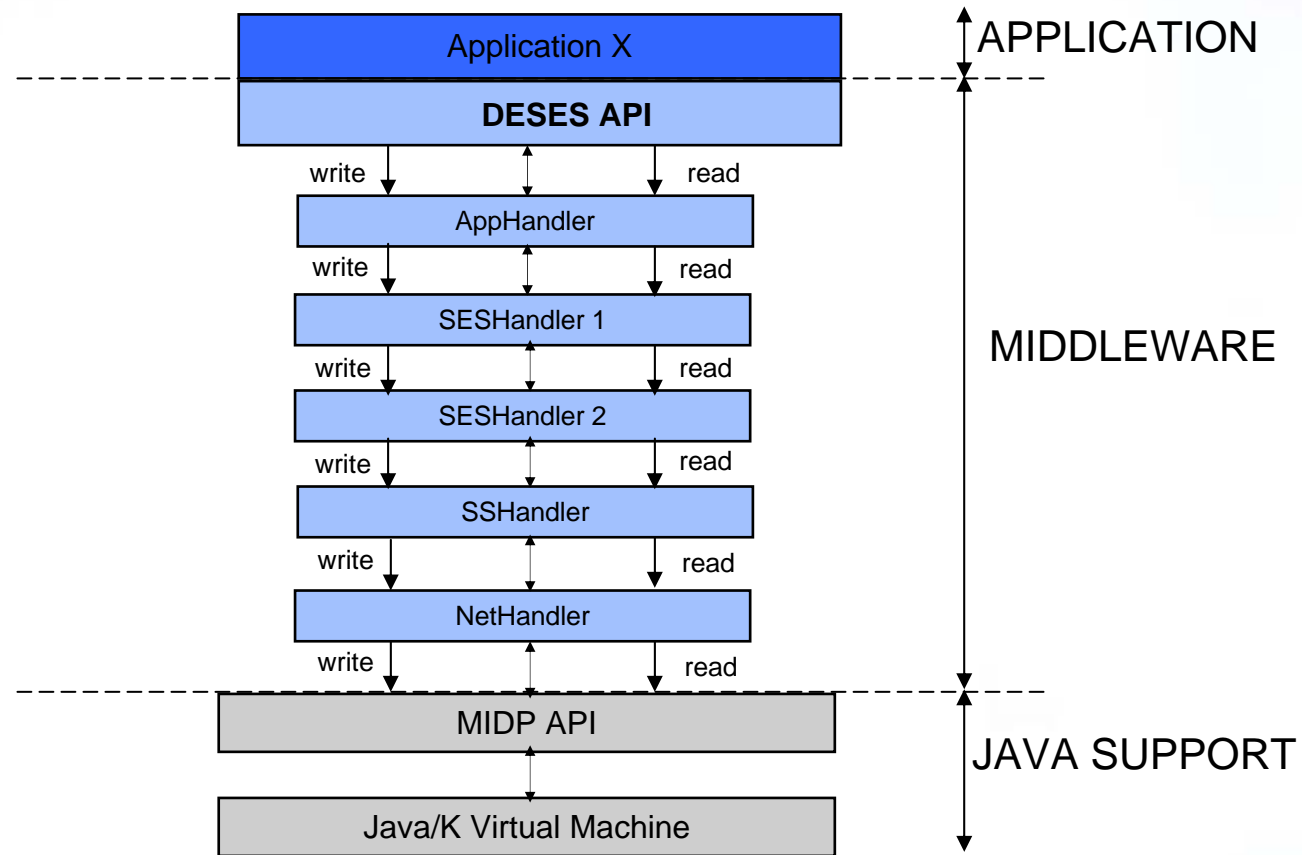 Application X
APPLICATION
DESES API
write
read
AppHandler
write
read
SESHandler 1
MIDDLEWARE
write
read
SESHandler 2
write
read
SSHandler
write
read
NetHandler
write
read
MIDP API
JAVA SUPPORT
Java/K Virtual Machine